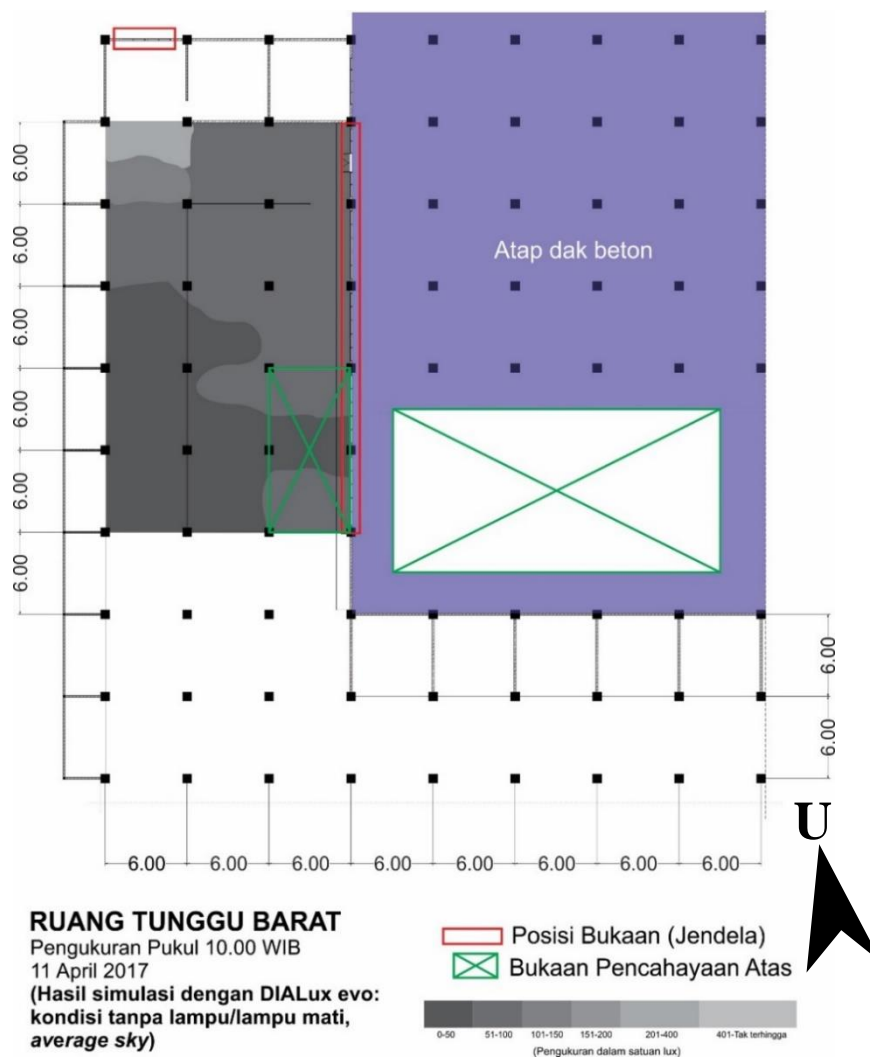 6.00
6.00
6.00
6.00
6.00
6.00
Atap dak beton
6.00
6.00
6.00
6.00
6.00
6.00
6.00
6.00
6.00
6.00
U
RUANG TUNGGU BARAT
Pengukuran Pukul 10.00 WIB
11 April 2017
(Hasil simulasi dengan DIALux evo:
kondisi tanpa lampu/lampu mati,
average sky)
Posisi Bukaan (Jendela)
Bukaan Pencahayaan Atas
0-50 51-100 101-150 151-200 201-400 401-Tak terhingga
(Pengukuran dalam satuan lux)